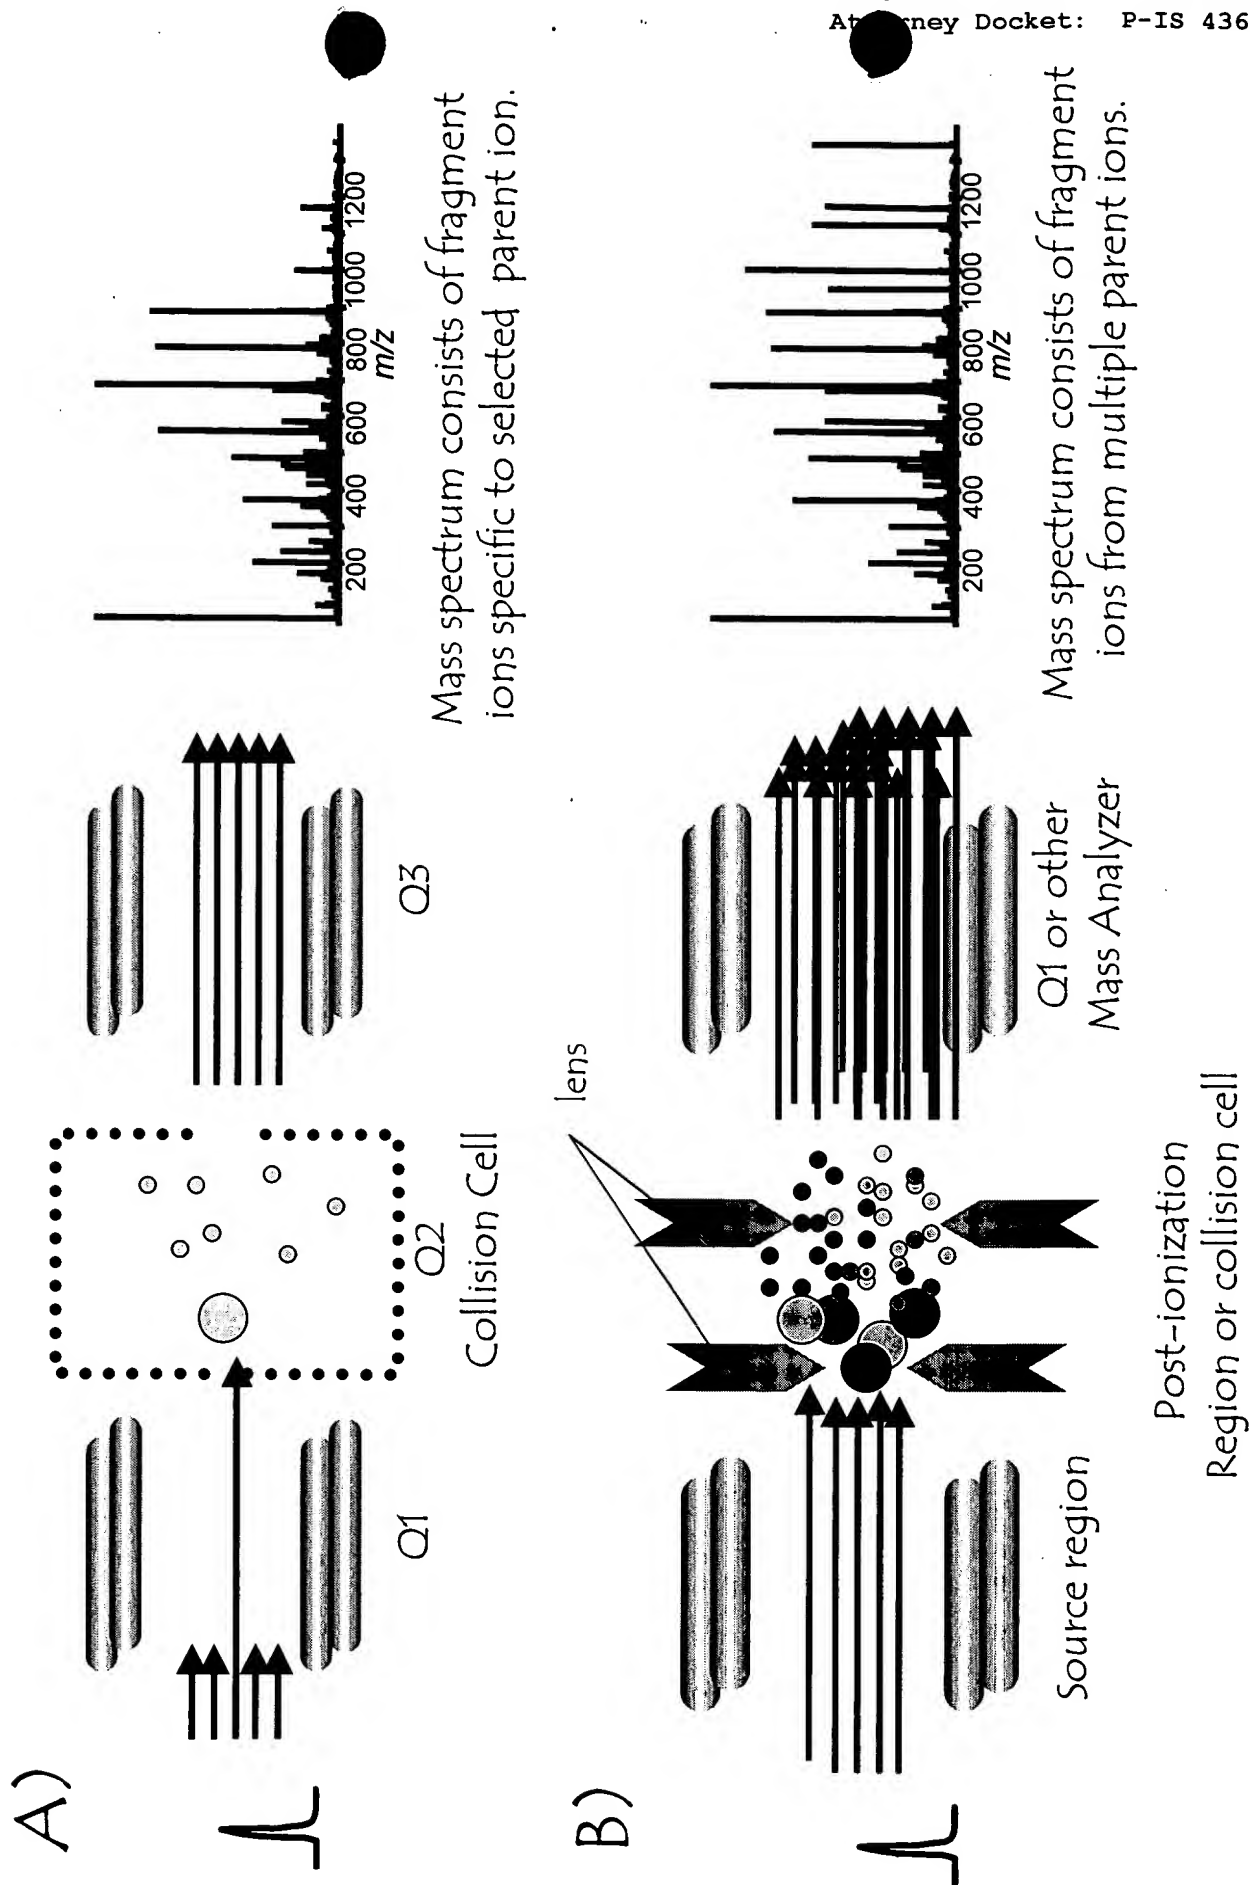 Attorney Docket: P-IS 436
A)
Q1
Q2
Collision Cell
Q3
200 400 600 800 1000 1200
m/z
Mass spectrum consists of fragment
ions specific to selected parent ion.
B)
Source region
lens
Post-ionization
Region or collision cell
Q1 or other
Mass Analyzer
200 400 600 800 1000 1200
m/z
Mass spectrum consists of fragment
ions from multiple parent ions.